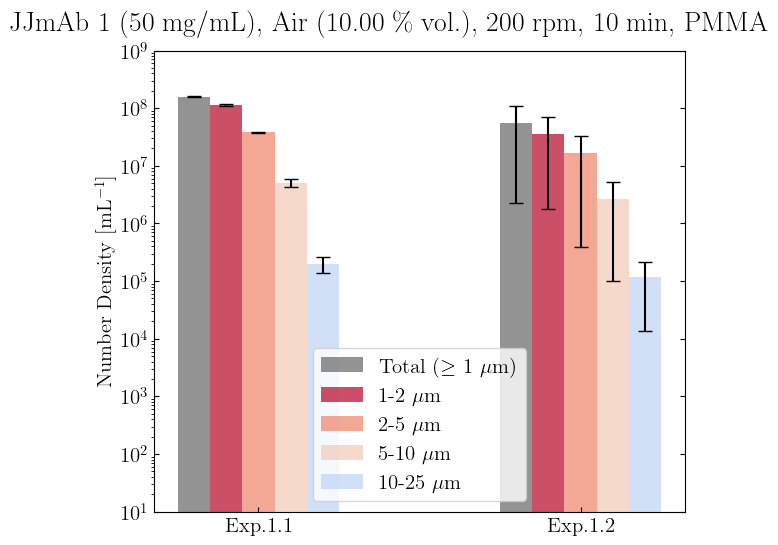 JJmAb 1 (50 mg/mL), Air (10.00 % vol.), 200 rpm, 10 min, PMMA
Number Density [mL⁻¹]
10⁹
10⁸
10⁷
10⁶
10⁵
10⁴
10³
10²
10¹
Total (≥ 1 μm)
1-2 μm
2-5 μm
5-10 μm
10-25 μm
Exp.1.1
Exp.1.2